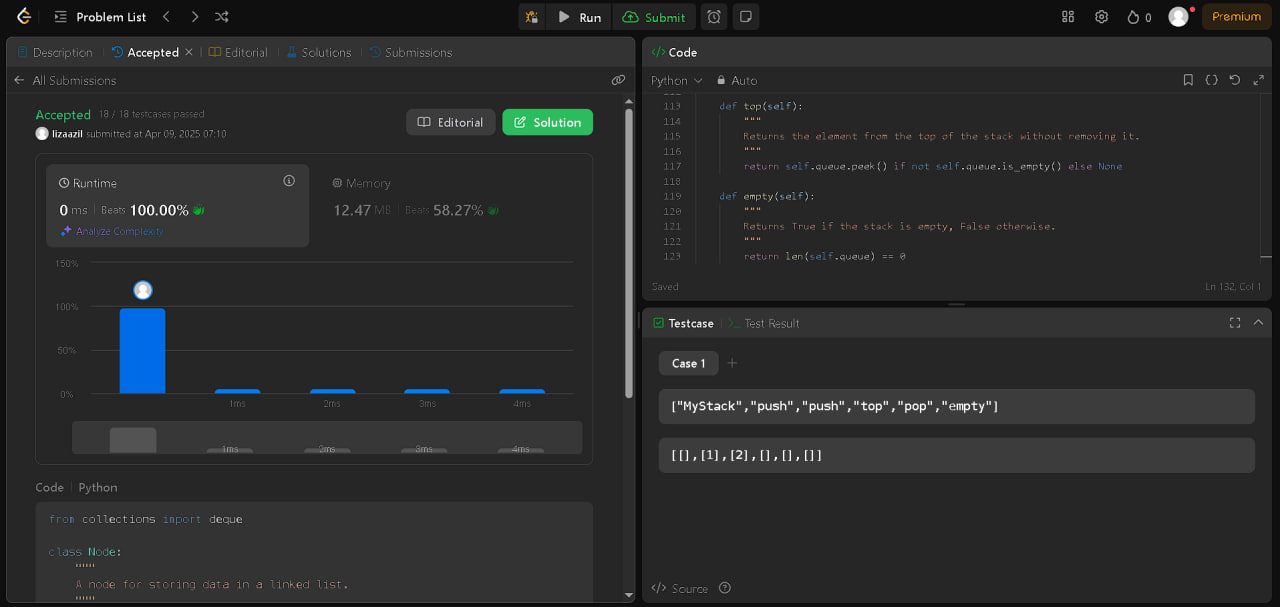 Problem List
Run
Submit
0
Premium
Description
Accepted
Editorial
Solutions
Submissions
All Submissions
Accepted 18 / 18 testcases passed
lizaazil submitted at Apr 09, 2025 07:10
Editorial
Solution
Runtime
0 ms Beats 100.00%
Analyze Complexity
Memory
12.47 MB Beats 58.27%
150%
100%
50%
0%
1ms 2ms 3ms 4ms
1ms 2ms 3ms 4ms
Code Python
from collections import deque
class Node:
"""
A node for storing data in a linked list.
"""
</> Code
Python Auto
113 def top(self):
114 """
115 Returns the element from the top of the stack without removing it.
116 """
117 return self.queue.peek() if not self.queue.is_empty() else None
118
119 def empty(self):
120 """
121 Returns True if the stack is empty, False otherwise.
122 """
123 return len(self.queue) == 0
Saved Ln 132, Col 1
Testcase
>_ Test Result
Case 1 +
["MyStack","push","push","top","pop","empty"]
[[],[1],[2],[],[],[]]
</> Source